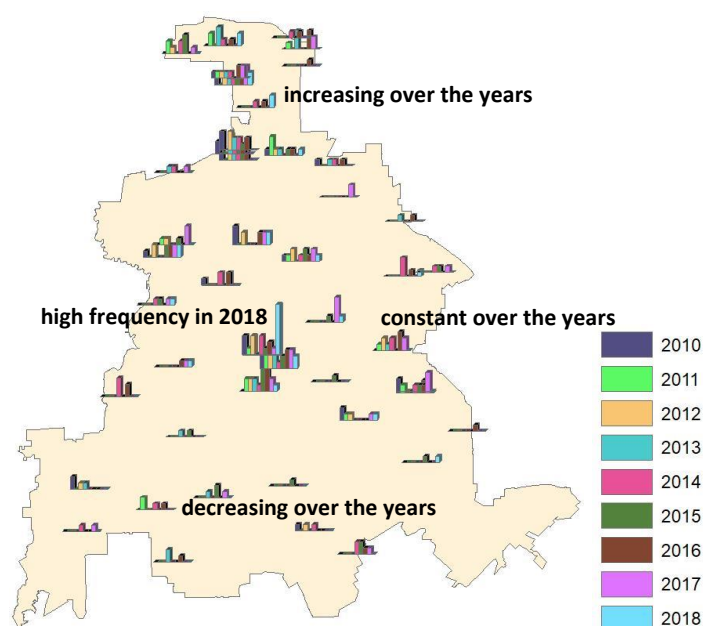 increasing over the years
high frequency in 2018
constant over the years
2010
2011
2012
2013
2014
2015
2016
2017
2018
decreasing over the years